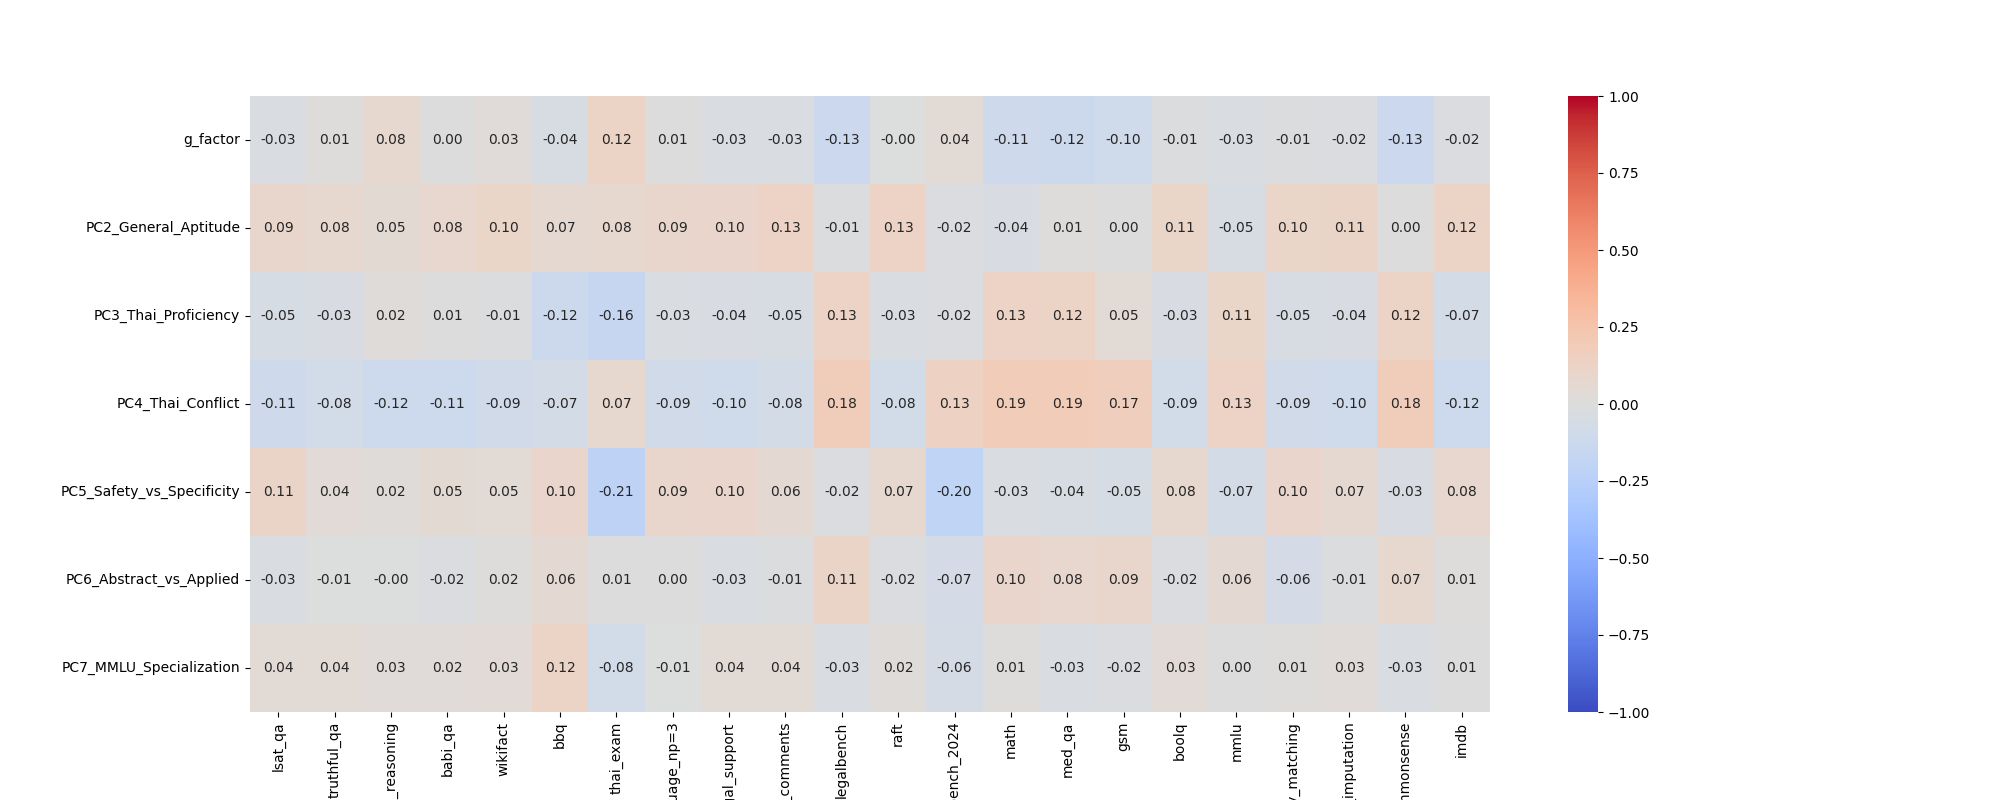 g_factor -0.03 0.01 0.08 0.00 0.03 -0.04 0.12 0.01 -0.03 -0.03 -0.13 -0.00 0.04 -0.11 -0.12 -0.10 -0.01 -0.03 -0.01 -0.02 -0.13 -0.02
PC2_General_Aptitude 0.09 0.08 0.05 0.08 0.10 0.07 0.08 0.09 0.10 0.13 -0.01 0.13 -0.02 -0.04 0.01 0.00 0.11 -0.05 0.10 0.11 0.00 0.12
PC3_Thai_Proficiency -0.05 -0.03 0.02 0.01 -0.01 -0.12 -0.16 -0.03 -0.04 -0.05 0.13 -0.03 -0.02 0.13 0.12 0.05 -0.03 0.11 -0.05 -0.04 0.12 -0.07
PC4_Thai_Conflict -0.11 -0.08 -0.12 -0.11 -0.09 -0.07 0.07 -0.09 -0.10 -0.08 0.18 -0.08 0.13 0.19 0.19 0.17 -0.09 0.13 -0.09 -0.10 0.18 -0.12
PC5_Safety_vs_Specificity 0.11 0.04 0.02 0.05 0.05 0.10 -0.21 0.09 0.10 0.06 -0.02 0.07 -0.20 -0.03 -0.04 -0.05 0.08 -0.07 0.10 0.07 -0.03 0.08
PC6_Abstract_vs_Applied -0.03 -0.01 -0.00 -0.02 0.02 0.06 0.01 0.00 -0.03 -0.01 0.11 -0.02 -0.07 0.10 0.08 0.09 -0.02 0.06 -0.06 -0.01 0.07 0.01
PC7_MMLU_Specialization 0.04 0.04 0.03 0.02 0.03 0.12 -0.08 -0.01 0.04 0.04 -0.03 0.02 -0.06 0.01 -0.03 -0.02 0.03 0.00 0.01 0.03 -0.03 0.01
lsat_qa
truthful_qa
_reasoning
babi_qa
wikifact
bbq
thai_exam
uage_np=3
gal_support
_comments
legalbench
raft
ench_2024
math
med_qa
gsm
boolq
mmlu
y_matching
imputation
mmonsense
imdb
1.00
0.75
0.50
0.25
0.00
−0.25
−0.50
−0.75
−1.00